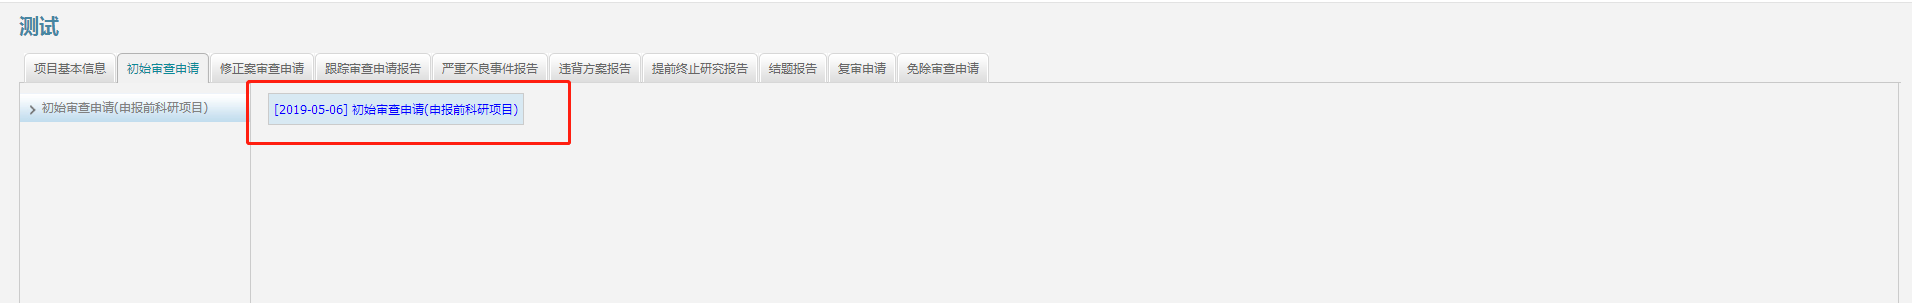 测试
项目基本信息 初始审查申请 修正案审查申请 跟踪审查申请报告 严重不良事件报告 违背方案报告 提前终止研究报告 结题报告 复审申请 免除审查申请
初始审查申请(申报前科研项目)
[2019-05-06] 初始审查申请(申报前科研项目)